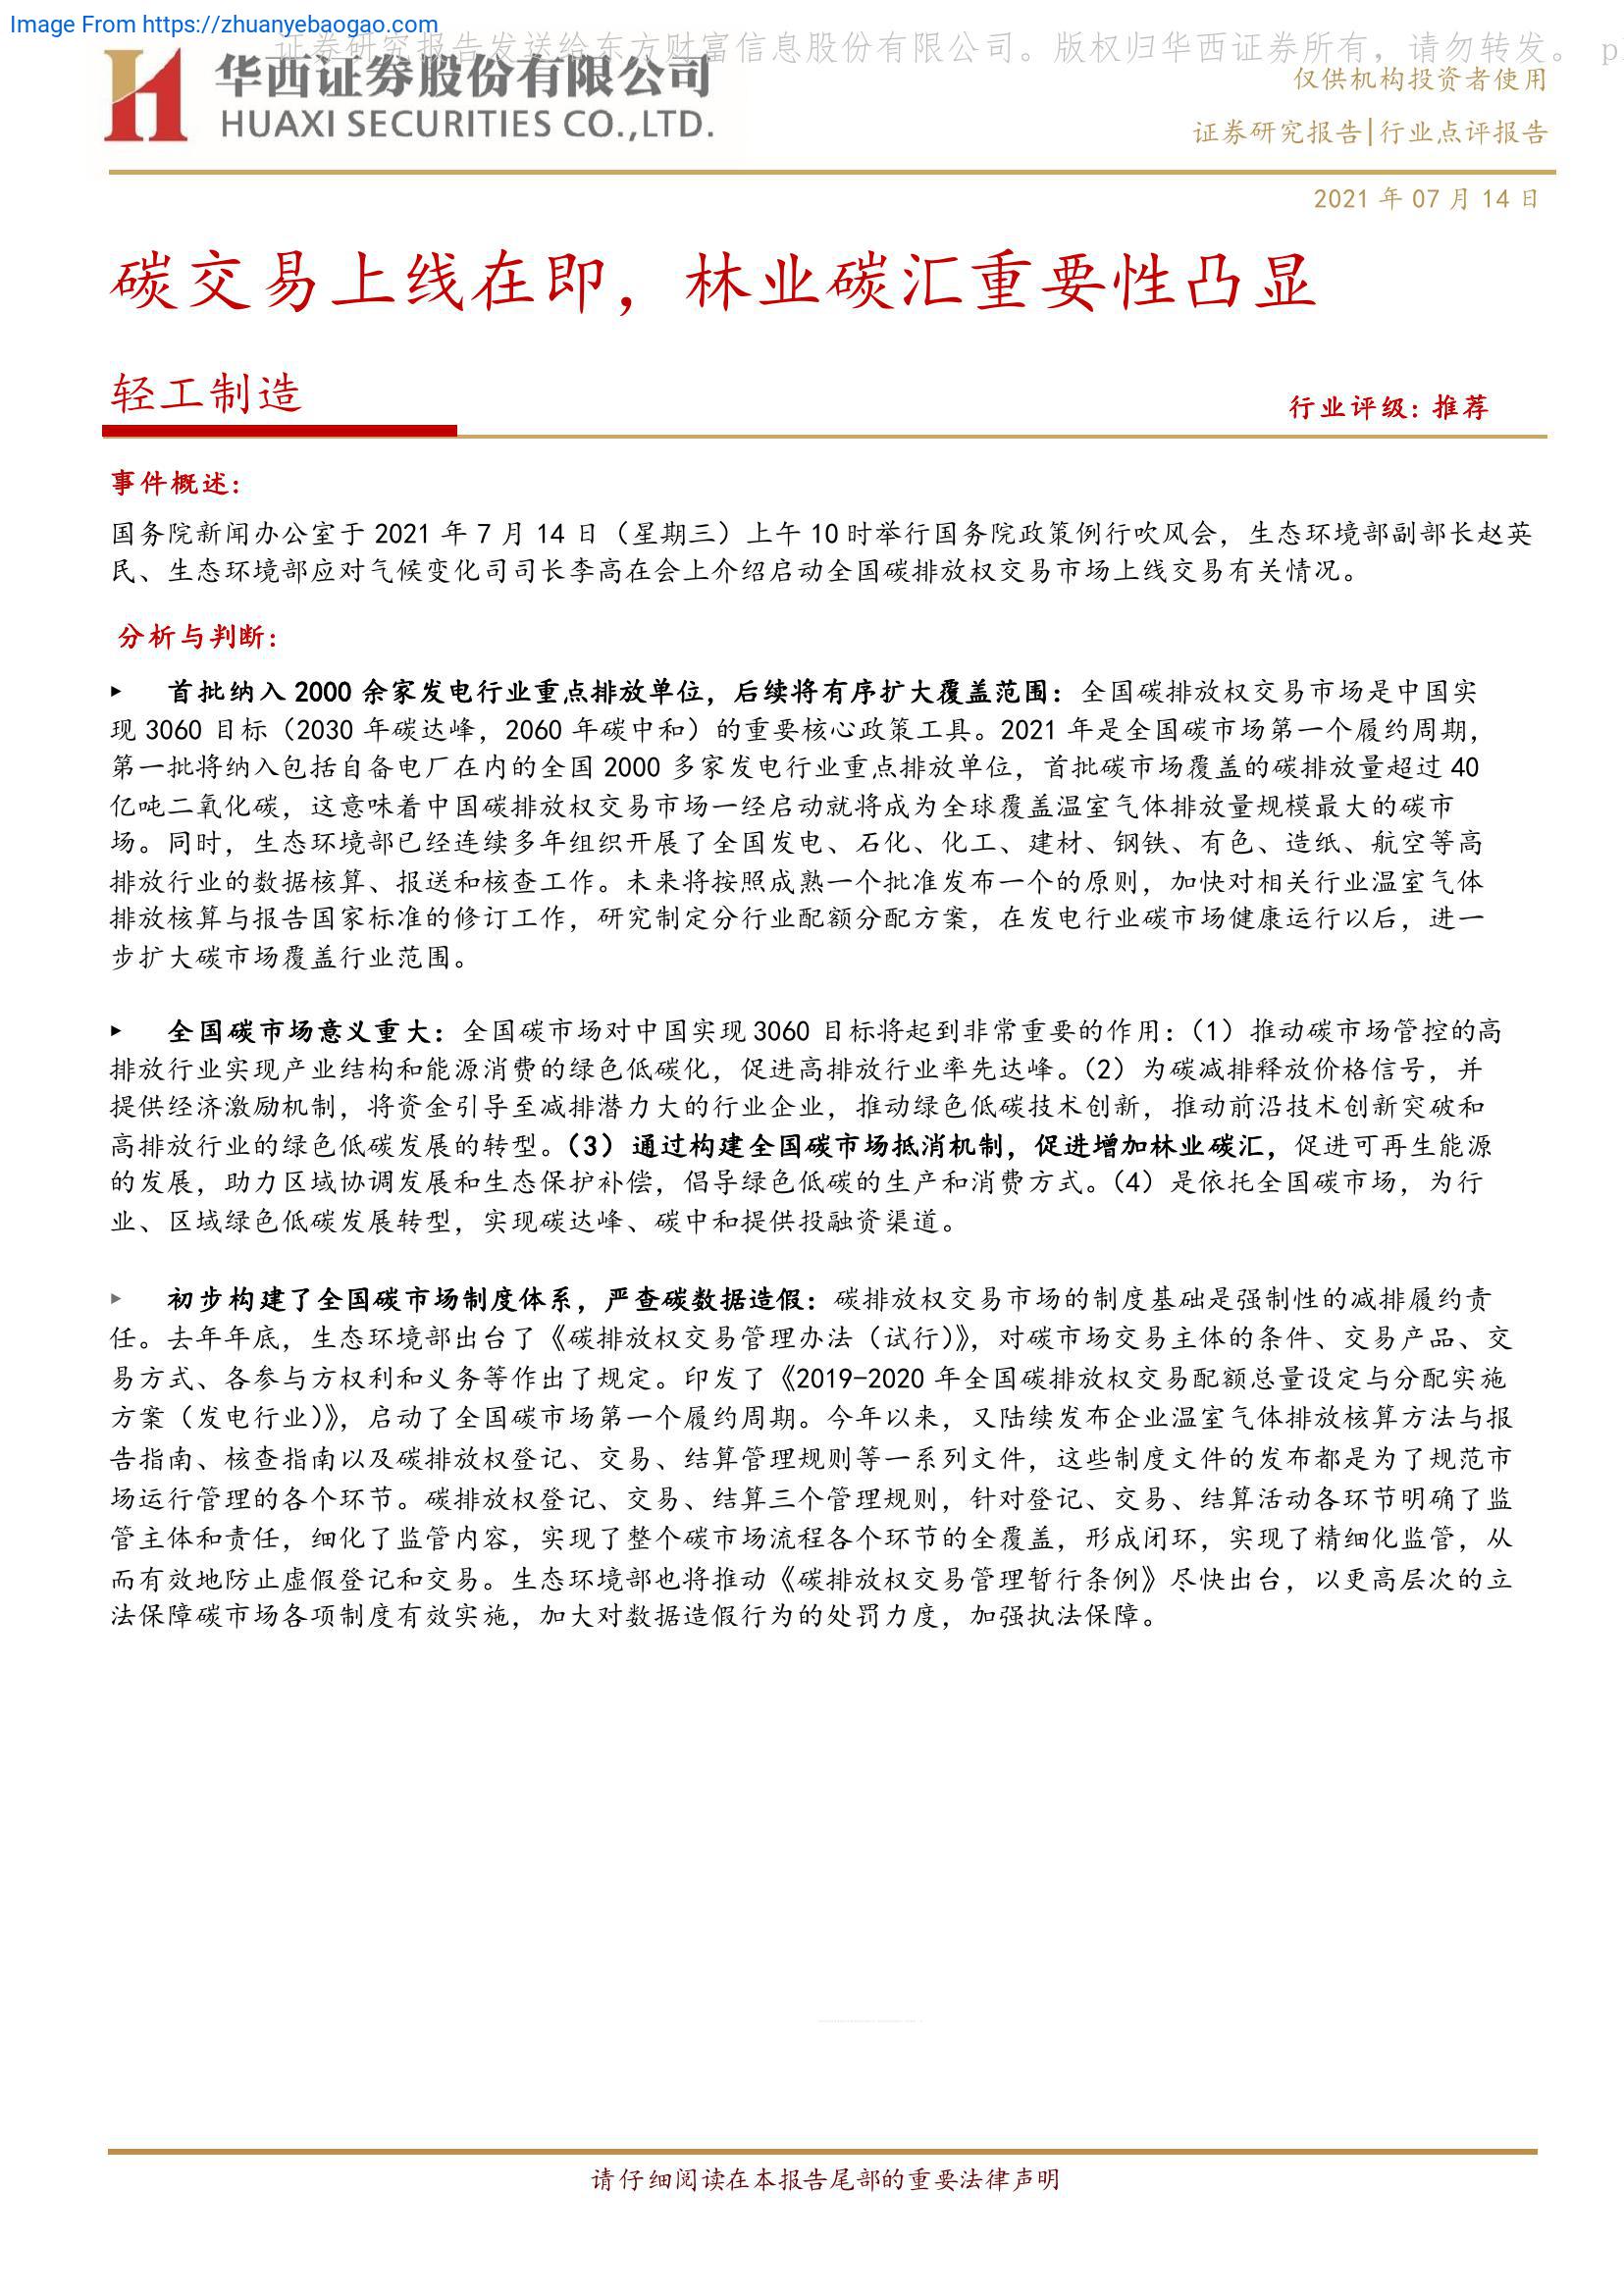 Image From https://zhuanyebaogao.com
证券研究报告发送给东方财富信息股份有限公司。版权归华西证券所有，请勿转发。 p
华西证券股份有限公司
HUAXI SECURITIES CO.,LTD.
仅供机构投资者使用
证券研究报告|行业点评报告
2021 年 07 月 14 日
碳交易上线在即，林业碳汇重要性凸显
轻工制造
行业评级：推荐
事件概述：
国务院新闻办公室于 2021 年 7 月 14 日（星期三）上午 10 时举行国务院政策例行吹风会，生态环境部副部长赵英
民、生态环境部应对气候变化司司长李高在会上介绍启动全国碳排放权交易市场上线交易有关情况。
分析与判断：
▸ 首批纳入 2000 余家发电行业重点排放单位，后续将有序扩大覆盖范围：全国碳排放权交易市场是中国实
现 3060 目标（2030 年碳达峰，2060 年碳中和）的重要核心政策工具。2021 年是全国碳市场第一个履约周期，
第一批将纳入包括自备电厂在内的全国 2000 多家发电行业重点排放单位，首批碳市场覆盖的碳排放量超过 40
亿吨二氧化碳，这意味着中国碳排放权交易市场一经启动就将成为全球覆盖温室气体排放量规模最大的碳市
场。同时，生态环境部已经连续多年组织开展了全国发电、石化、化工、建材、钢铁、有色、造纸、航空等高
排放行业的数据核算、报送和核查工作。未来将按照成熟一个批准发布一个的原则，加快对相关行业温室气体
排放核算与报告国家标准的修订工作，研究制定分行业配额分配方案，在发电行业碳市场健康运行以后，进一
步扩大碳市场覆盖行业范围。
▸ 全国碳市场意义重大：全国碳市场对中国实现 3060 目标将起到非常重要的作用：（1）推动碳市场管控的高
排放行业实现产业结构和能源消费的绿色低碳化，促进高排放行业率先达峰。（2）为碳减排释放价格信号，并
提供经济激励机制，将资金引导至减排潜力大的行业企业，推动绿色低碳技术创新，推动前沿技术创新突破和
高排放行业的绿色低碳发展的转型。（3）通过构建全国碳市场抵消机制，促进增加林业碳汇，促进可再生能源
的发展，助力区域协调发展和生态保护补偿，倡导绿色低碳的生产和消费方式。（4）是依托全国碳市场，为行
业、区域绿色低碳发展转型，实现碳达峰、碳中和提供投融资渠道。
▸ 初步构建了全国碳市场制度体系，严查碳数据造假：碳排放权交易市场的制度基础是强制性的减排履约责
任。去年年底，生态环境部出台了《碳排放权交易管理办法（试行）》，对碳市场交易主体的条件、交易产品、交
易方式、各参与方权利和义务等作出了规定。印发了《2019-2020 年全国碳排放权交易配额总量设定与分配实施
方案（发电行业）》，启动了全国碳市场第一个履约周期。今年以来，又陆续发布企业温室气体排放核算方法与报
告指南、核查指南以及碳排放权登记、交易、结算管理规则等一系列文件，这些制度文件的发布都是为了规范市
场运行管理的各个环节。碳排放权登记、交易、结算三个管理规则，针对登记、交易、结算活动各环节明确了监
管主体和责任，细化了监管内容，实现了整个碳市场流程各个环节的全覆盖，形成闭环，实现了精细化监管，从
而有效地防止虚假登记和交易。生态环境部也将推动《碳排放权交易管理暂行条例》尽快出台，以更高层次的立
法保障碳市场各项制度有效实施，加大对数据造假行为的处罚力度，加强执法保障。
请仔细阅读在本报告尾部的重要法律声明